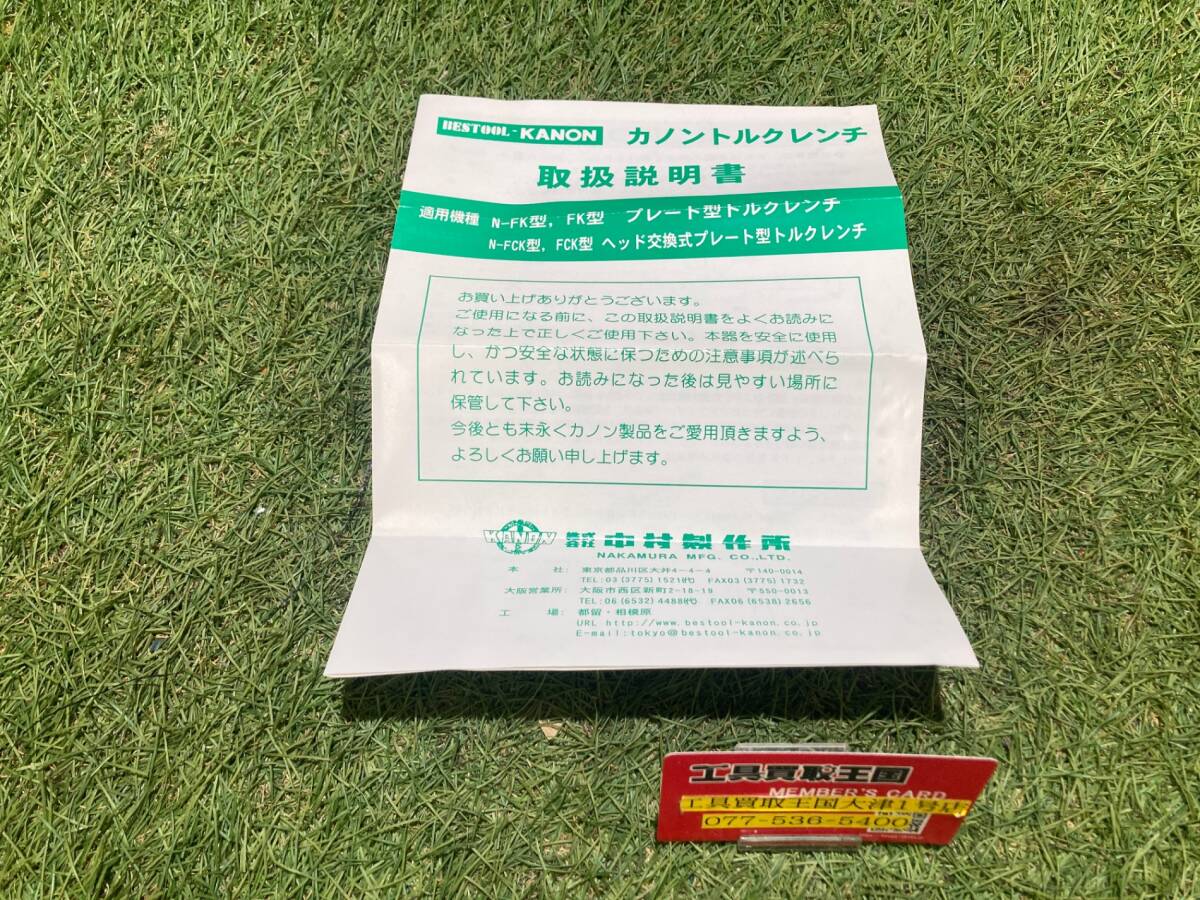 BESTOOL-KANON カノントルクレンチ
取扱説明書
適用機種 N-FK型, FK型 プレート型トルクレンチ
N-FCK型, FCK型 ヘッド交換式プレート型トルクレンチ
お買い上げありがとうございます。
ご使用になる前に、この取扱説明書をよくお読みに
なった上で正しくご使用下さい。本器を安全に使用
し、かつ安全な状態に保つための注意事項が述べら
れています。お読みになった後は見やすい場所に
保管して下さい。
今後とも末永くカノン製品をご愛用頂きますよう、
よろしくお願い申し上げます。
KANON 株式会社 中村製作所
NAKAMURA MFG. CO.,LTD.
本 社: 東京都品川区大井4-4-4 〒140-0014
TEL:03(3775)1521㈹ FAX03(3775)1732
大阪営業所: 大阪市西区新町2-18-19 〒550-0013
TEL:06(6532)4488㈹ FAX06(6538)2656
工 場: 都留・相模原
URL http://www.bestool-kanon.co.jp
E-mail:tokyo@bestool-kanon.co.jp
工具買取王国
MEMBER'S CARD
工具買取王国大津1号店
077-536-5400